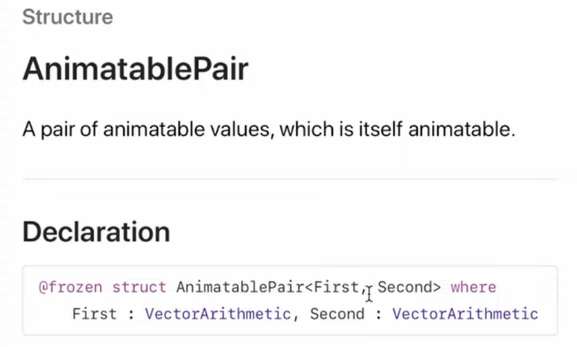 Structure
AnimatablePair
A pair of animatable values, which is itself animatable.
Declaration
@frozen struct AnimatablePair<First, Second> where
First : VectorArithmetic, Second : VectorArithmetic